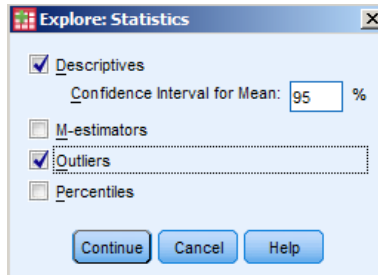 Explore: Statistics
Descriptives
Confidence Interval for Mean: 95 %
M-estimators
Outliers
Percentiles
Continue Cancel Help